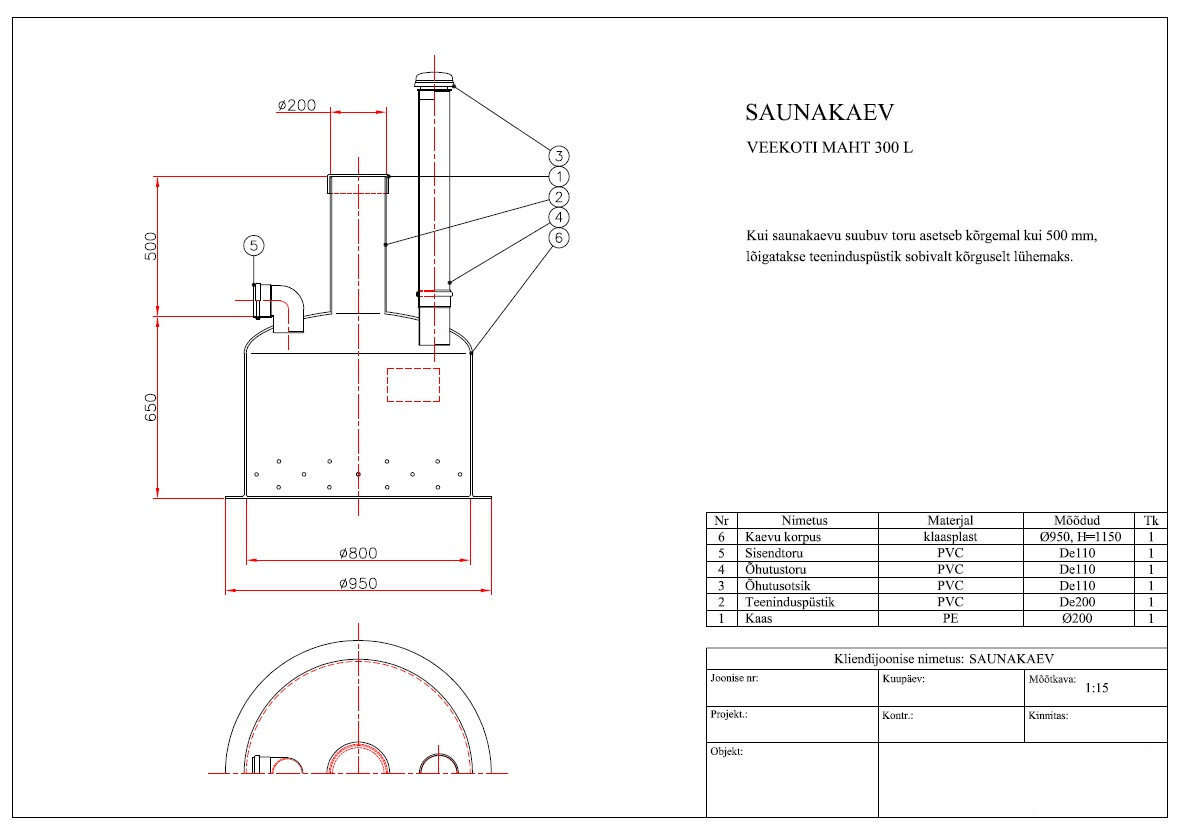 SAUNAKAEV
VEEKOTI MAHT 300 L
Kui saunakaevu suubuv toru asetseb kõrgemal kui 500 mm,
lõigatakse teeninduspüstik sobivalt kõrguselt lühemaks.
ø200
3
1
2
4
6
5
500
650
ø800
ø950
Nr Nimetus Materjal Mõõdud Tk
6 Kaevu korpus klaasplast Ø950, H=1150 1
5 Sisendtoru PVC De110 1
4 Õhutustoru PVC De110 1
3 Õhutusotsik PVC De110 1
2 Teeninduspüstik PVC De200 1
1 Kaas PE Ø200 1
Kliendijoonise nimetus: SAUNAKAEV
Joonise nr: Kuupäev: Mõõtkava: 1:15
Projekt.: Kontr.: Kinnitas:
Objekt: